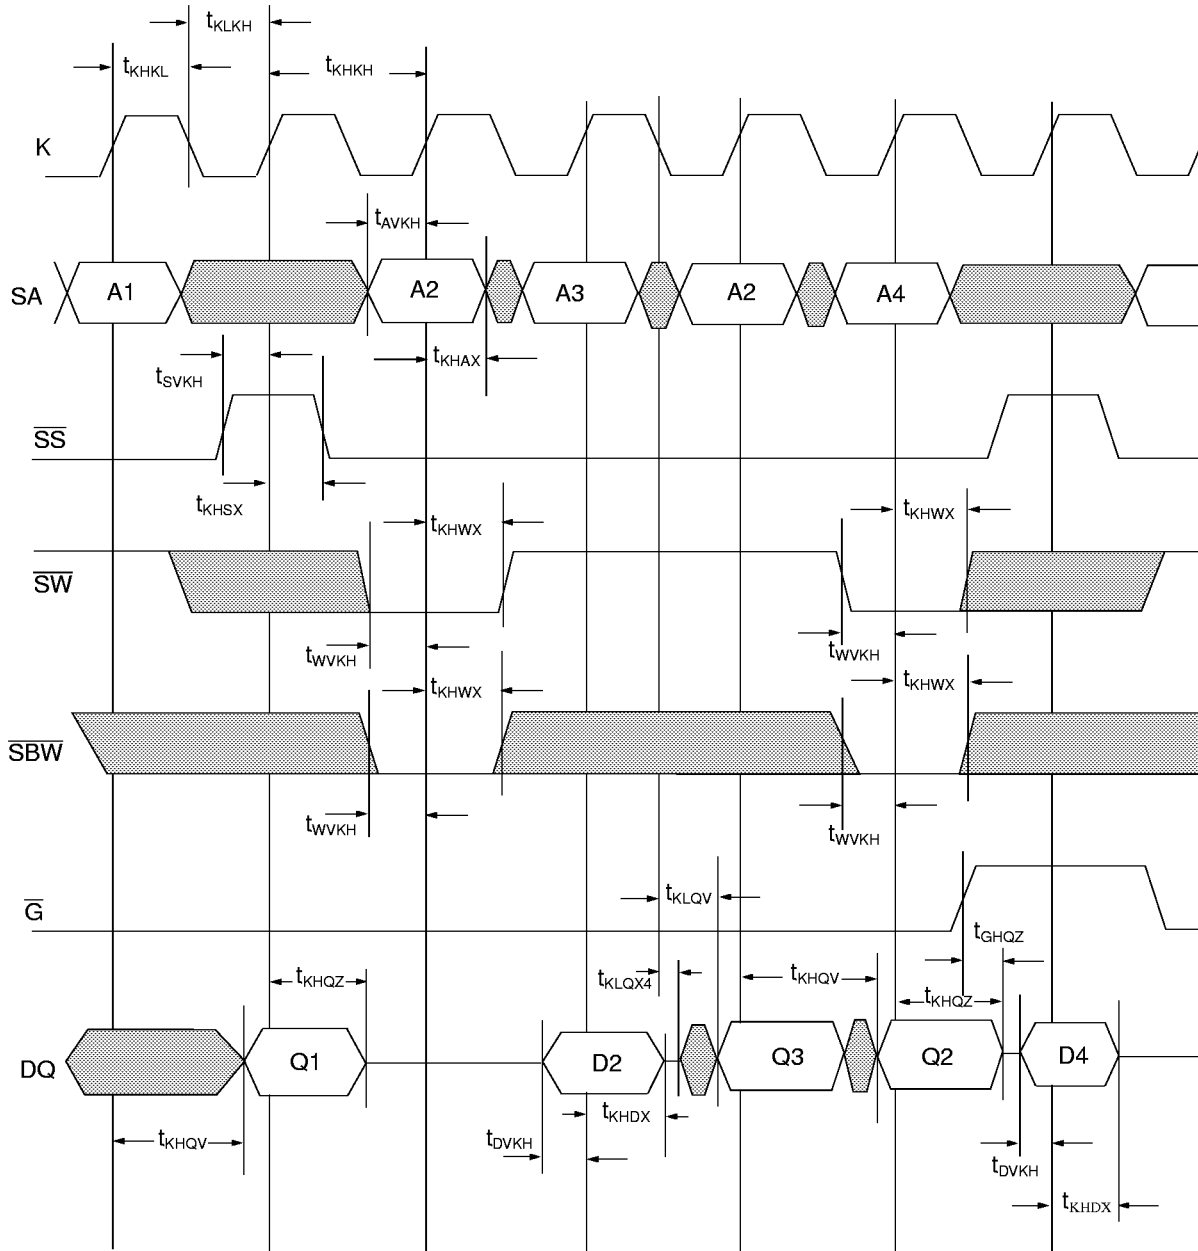 tKLKH
tKHKL
tKHKH
K
tAVKH
SA
A1
A2
A3
A2
A4
tSVKH
tKHAX
SS
tKHSX
tKHWX
tKHWX
SW
tWVKH
tWVKH
tKHWX
tKHWX
SBW
tWVKH
tWVKH
tKLQV
G
tGHQZ
tKHQZ
tKLQX4
tKHQV
tKHQZ
DQ
Q1
D2
Q3
Q2
D4
tKHDX
tKHQV
tDVKH
tDVKH
tKHDX